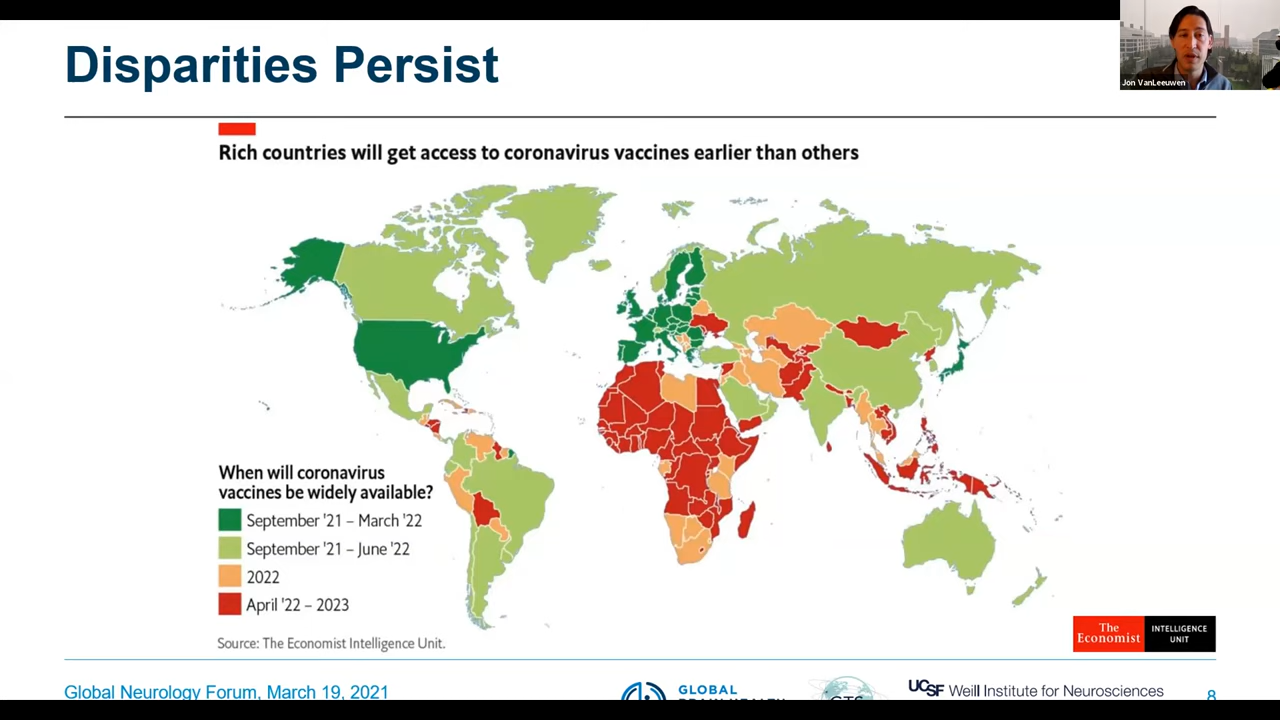 Disparities Persist
Jon VanLeeuwen
Rich countries will get access to coronavirus vaccines earlier than others
When will coronavirus
vaccines be widely available?
September '21 – March '22
September '21 – June '22
2022
April '22 – 2023
Source: The Economist Intelligence Unit.
The
Economist
INTELLIGENCE
UNIT
Global Neurology Forum, March 19, 2021
GLOBAL
UCSF Weill Institute for Neurosciences
8